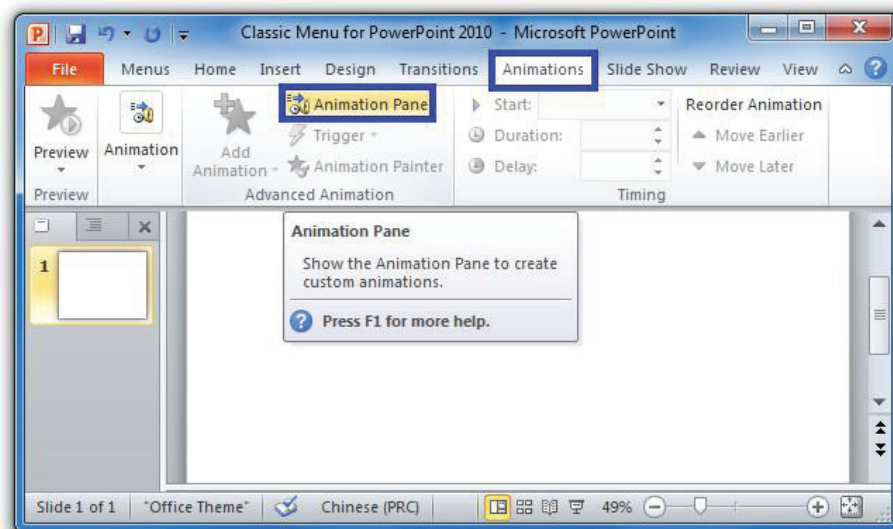 Classic Menu for PowerPoint 2010 - Microsoft PowerPoint
File Menus Home Insert Design Transitions Animations Slide Show Review View
Preview
Animation
Add Animation
Animation Pane
Trigger
Animation Painter
Start:
Duration:
Delay:
Reorder Animation
Move Earlier
Move Later
Preview Advanced Animation Timing
1
Animation Pane
Show the Animation Pane to create
custom animations.
Press F1 for more help.
Slide 1 of 1 "Office Theme" Chinese (PRC) 49%